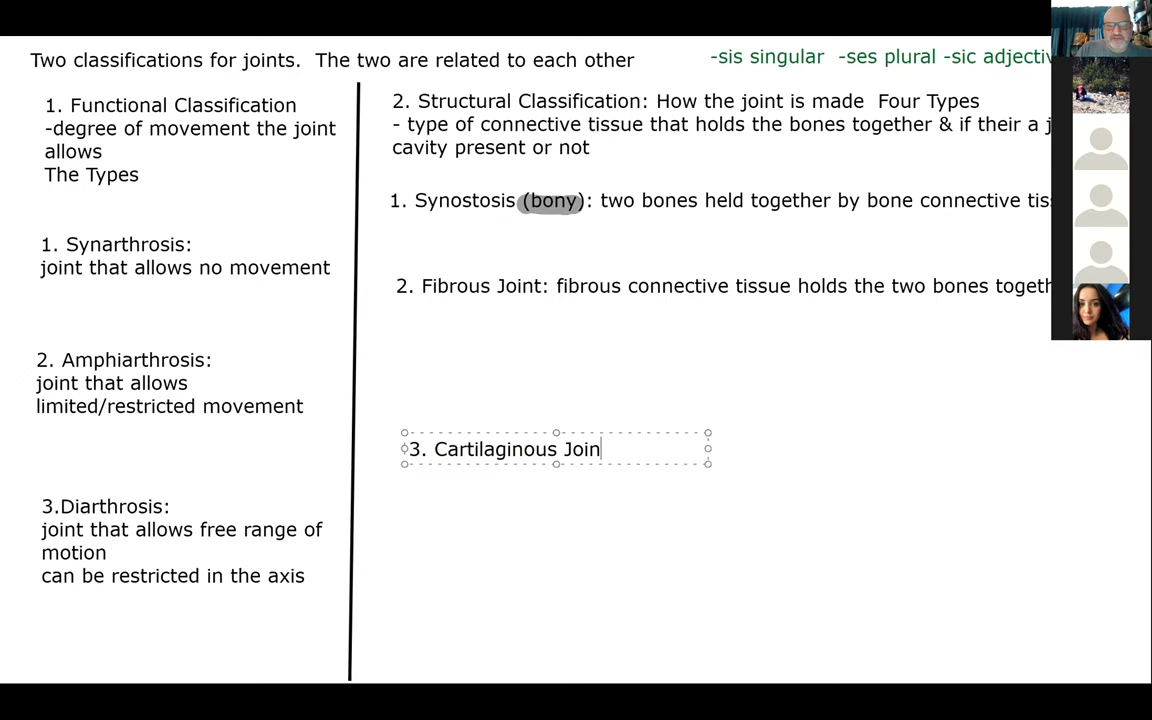 Two classifications for joints. The two are related to each other
-sis singular -ses plural -sic adjectiv
1. Functional Classification
-degree of movement the joint
allows
The Types
1. Synarthrosis:
joint that allows no movement
2. Amphiarthrosis:
joint that allows
limited/restricted movement
3.Diarthrosis:
joint that allows free range of
motion
can be restricted in the axis
2. Structural Classification: How the joint is made Four Types
- type of connective tissue that holds the bones together & if their a j
cavity present or not
1. Synostosis (bony): two bones held together by bone connective tis
2. Fibrous Joint: fibrous connective tissue holds the two bones togeth
3. Cartilaginous Join